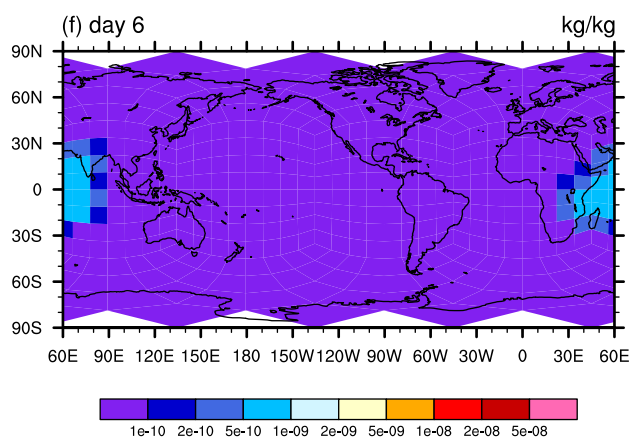 (f) day 6 kg/kg
90N
60N
30N
0
30S
60S
90S
60E 90E 120E 150E 180 150W 120W 90W 60W 30W 0 30E 60E
1e-10 2e-10 5e-10 1e-09 2e-09 5e-09 1e-08 2e-08 5e-08